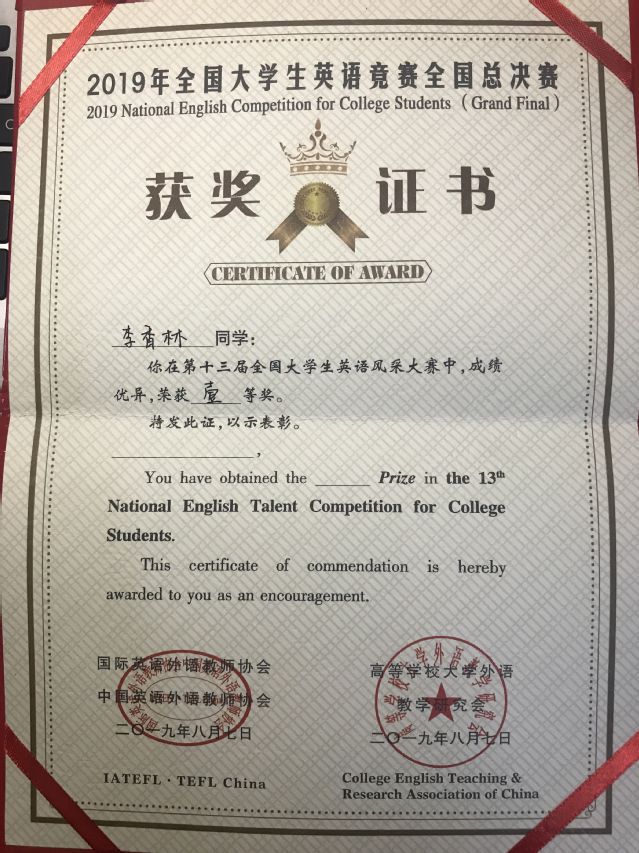 2019年全国大学生英语竞赛全国总决赛
2019 National English Competition for College Students（Grand Final）
获奖证书
CERTIFICATE OF AWARD
李香林 同学：
你在第十三届全国大学生英语风采大赛中，成绩
优异，荣获 壹 等奖。
特发此证，以示表彰。
,
You have obtained the ______ Prize in the 13th
National English Talent Competition for College
Students.
This certificate of commendation is hereby
awarded to you as an encouragement.
国际英语外语教师协会
中国英语外语教师协会
二〇一九年八月七日
IATEFL · TEFL China
高等学校大学外语
教学研究会
二〇一九年八月七日
College English Teaching &
Research Association of China